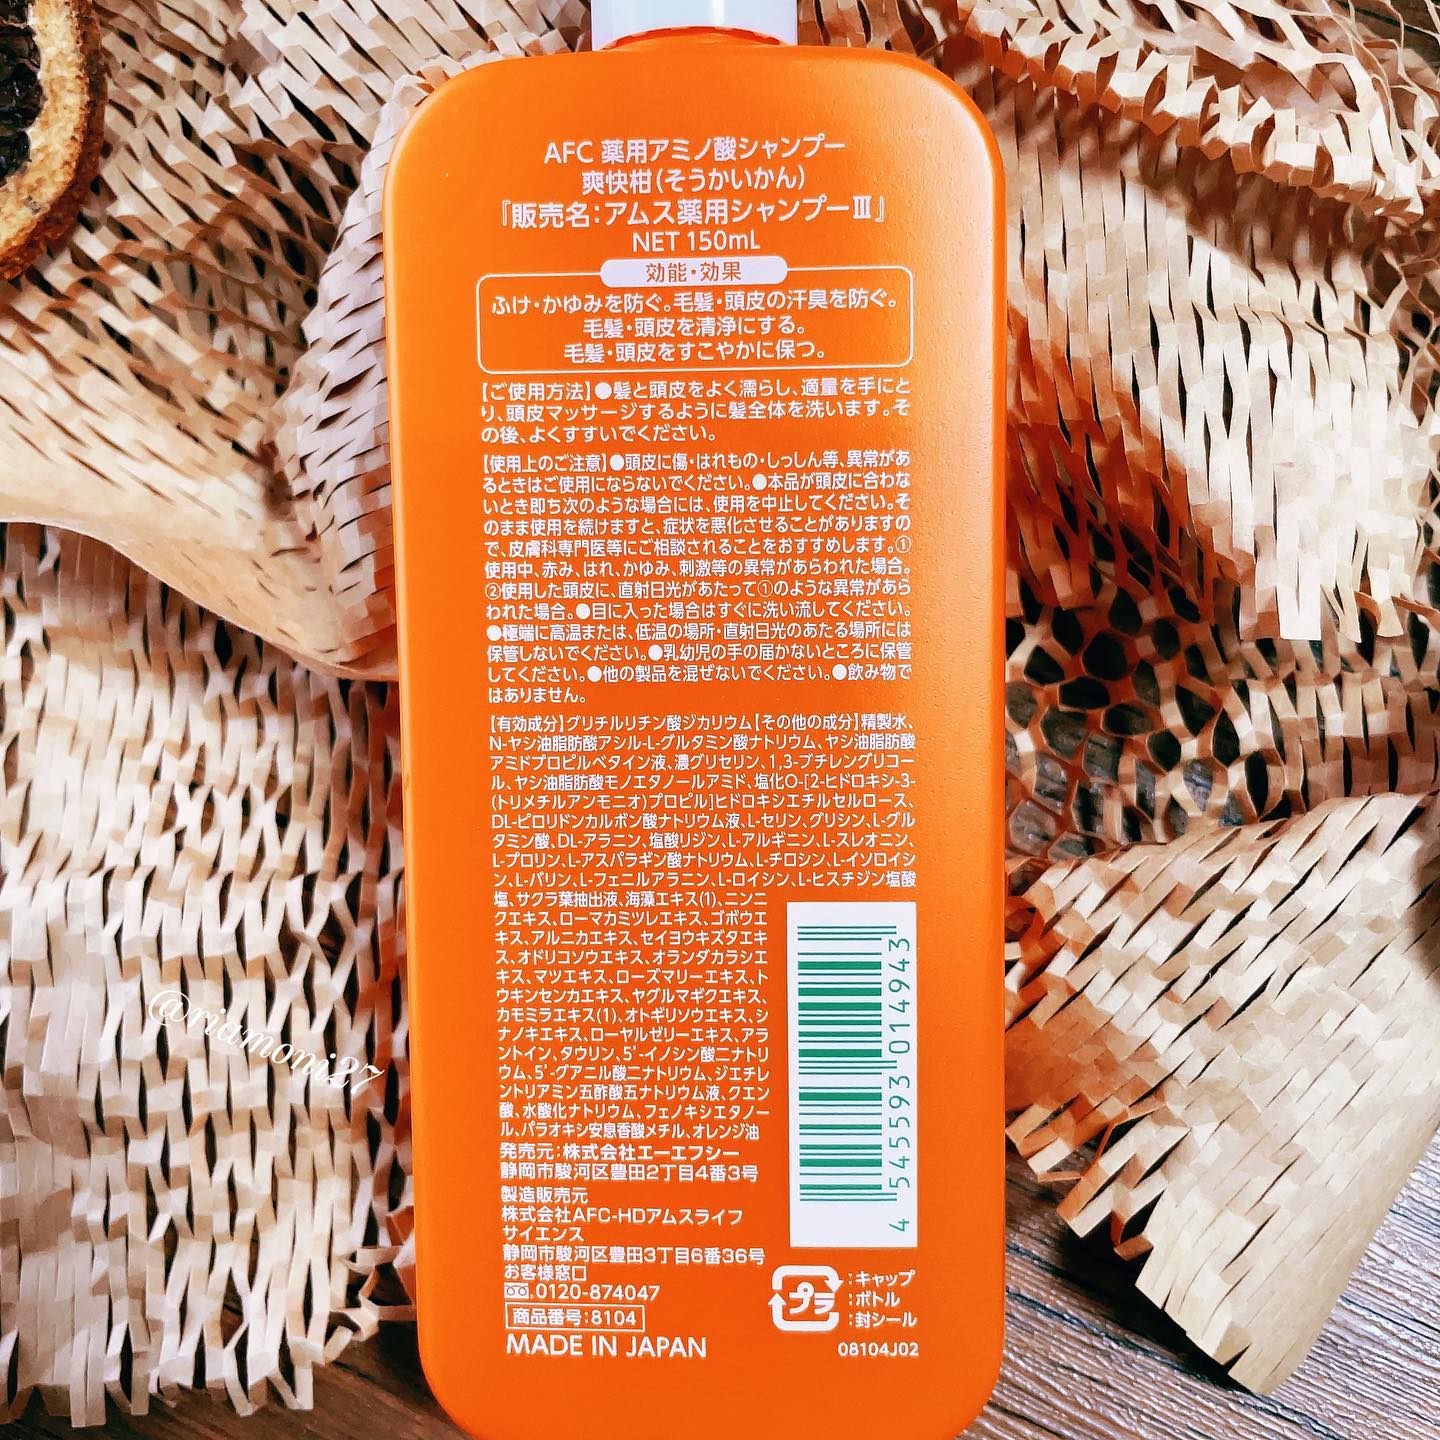 AFC 薬用アミノ酸シャンプー
爽快柑(そうかいかん)
『販売名:アムス薬用シャンプーⅢ』
NET 150mL
効能・効果
ふけ・かゆみを防ぐ。毛髪・頭皮の汗臭を防ぐ。
毛髪・頭皮を清浄にする。
毛髪・頭皮をすこやかに保つ。
【ご使用方法】●髪と頭皮をよく濡らし、適量を手にと
り、頭皮マッサージするように髪全体を洗います。そ
の後、よくすすいでください。
【使用上のご注意】●頭皮に傷・はれもの・しっしん等、異常があ
るときはご使用にならないでください。●本品が頭皮に合わな
いとき即ち次のような場合には、使用を中止してください。そ
のまま使用を続けますと、症状を悪化させることがありますの
で、皮膚科専門医等にご相談されることをおすすめします。①
使用中、赤み、はれ、かゆみ、刺激等の異常があらわれた場合。
②使用した頭皮に、直射日光があたって①のような異常があら
われた場合。●目に入った場合はすぐに洗い流してください。
●極端に高温または、低温の場所・直射日光のあたる場所には
保管しないでください。●乳幼児の手の届かないところに保管
してください。●他の製品を混ぜないでください。●飲み物で
はありません。
【有効成分】グリチルリチン酸ジカリウム【その他の成分】精製水、
N-ヤシ油脂肪酸アシル-L-グルタミン酸ナトリウム、ヤシ油脂肪酸
アミドプロピルベタイン液、濃グリセリン、1,3-ブチレングリコー
ル、ヤシ油脂肪酸モノエタノールアミド、塩化O-[2-ヒドロキシ-3-
(トリメチルアンモニオ)プロピル]ヒドロキシエチルセルロース、
DL-ピロリドンカルボン酸ナトリウム液、L-セリン、グリシン、L-グル
タミン酸、DL-アラニン、塩酸リジン、L-アルギニン、L-スレオニン、
L-プロリン、L-アスパラギン酸ナトリウム、L-チロシン、L-イソロイシ
ン、L-バリン、L-フェニルアラニン、L-ロイシン、L-ヒスチジン塩酸
塩、サクラ葉抽出液、海藻エキス(1)、ニンニ
クエキス、ローマカミツレエキス、ゴボウエ
キス、アルニカエキス、セイヨウキズタエキ
ス、オドリコソウエキス、オランダカラシエ
キス、マツエキス、ローズマリーエキス、ト
ウキンセンカエキス、ヤグルマギクエキス、
カモミラエキス(1)、オトギリソウエキス、シ
ナノキエキス、ローヤルゼリーエキス、アラ
ントイン、タウリン、5'-イノシン酸二ナトリ
ウム、5'-グアニル酸二ナトリウム、ジエチレ
ントリアミン五酢酸五ナトリウム液、クエン
酸、水酸化ナトリウム、フェノキシエタノー
ル、パラオキシ安息香酸メチル、オレンジ油
発売元:株式会社エーエフシー
静岡市駿河区豊田2丁目4番3号
製造販売元
株式会社AFC-HDアムスライフ
サイエンス
静岡市駿河区豊田3丁目6番36号
お客様窓口
0120-874047
商品番号:8104
MADE IN JAPAN
4 545593 014943
プラ
:キャップ
:ボトル
:封シール
08104J02
@riamoni27